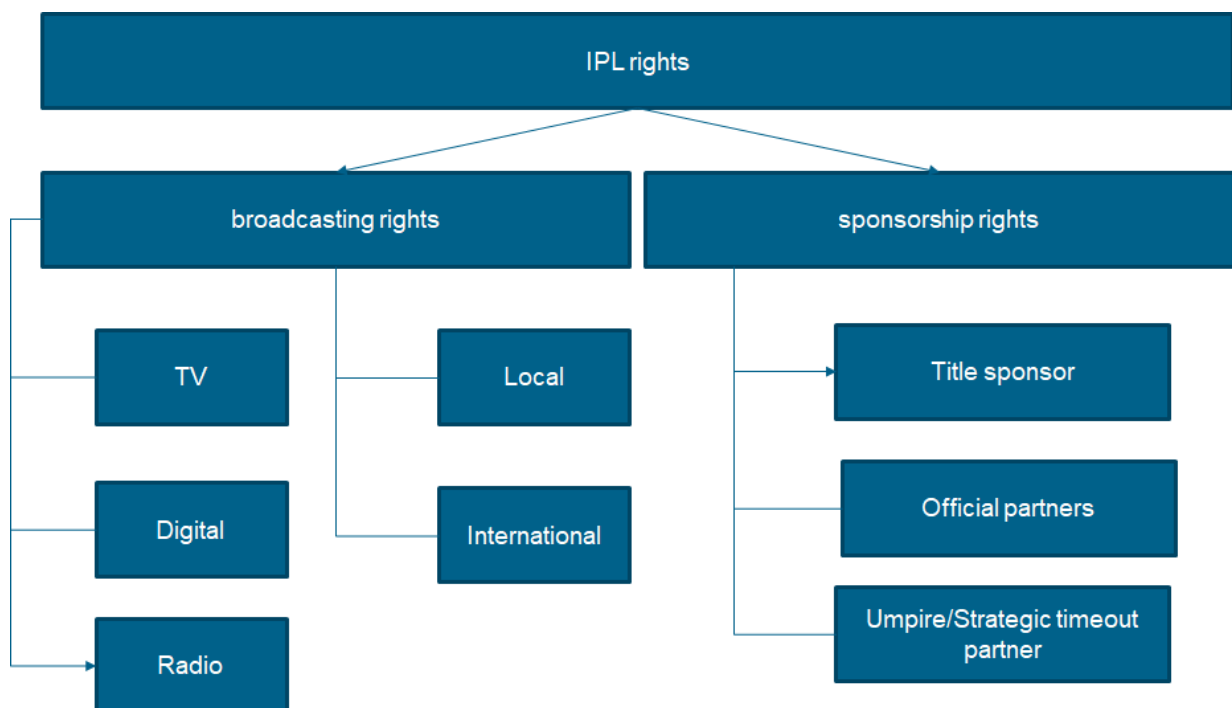 IPL rights
broadcasting rights
sponsorship rights
TV
Local
Title sponsor
Digital
International
Official partners
Radio
Umpire/Strategic timeout
partner